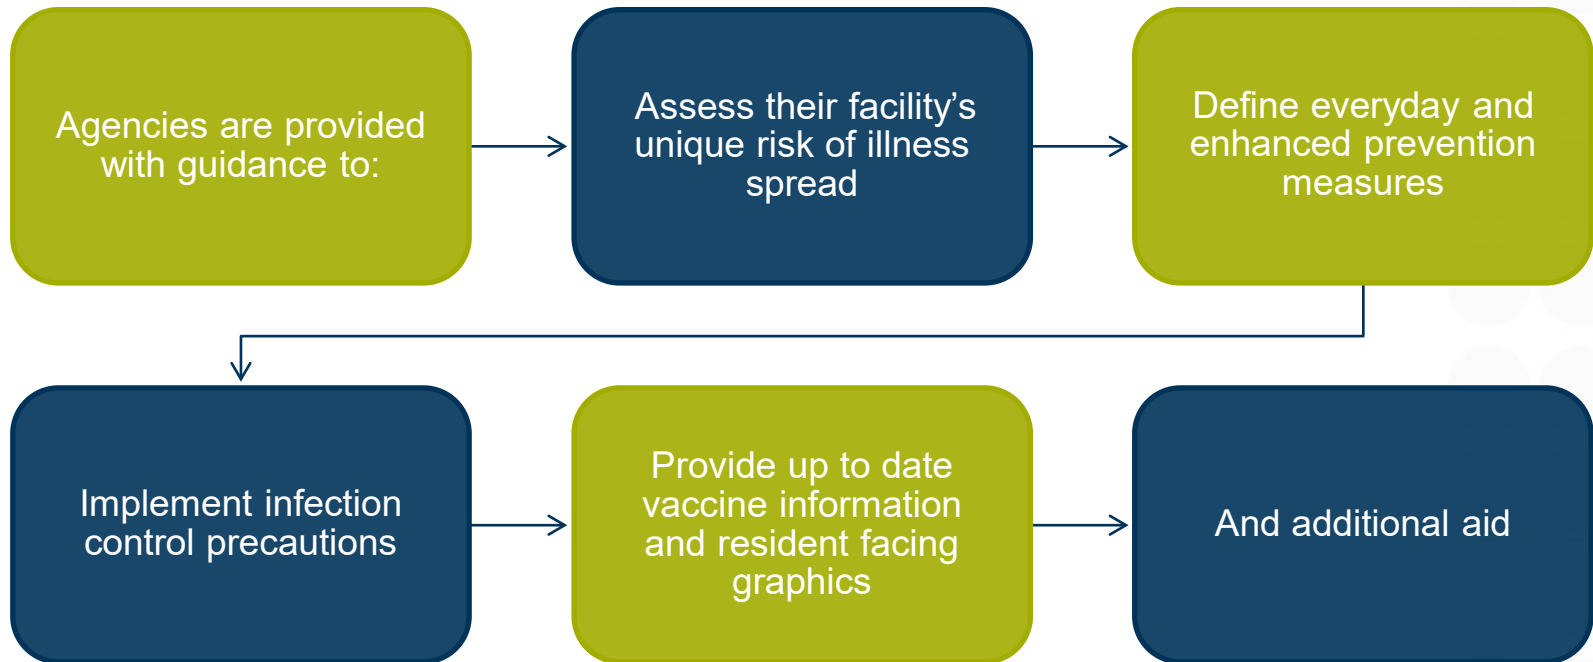 Agencies are provided
with guidance to:
Assess their facility’s
unique risk of illness
spread
Define everyday and
enhanced prevention
measures
Implement infection
control precautions
Provide up to date
vaccine information
and resident facing
graphics
And additional aid